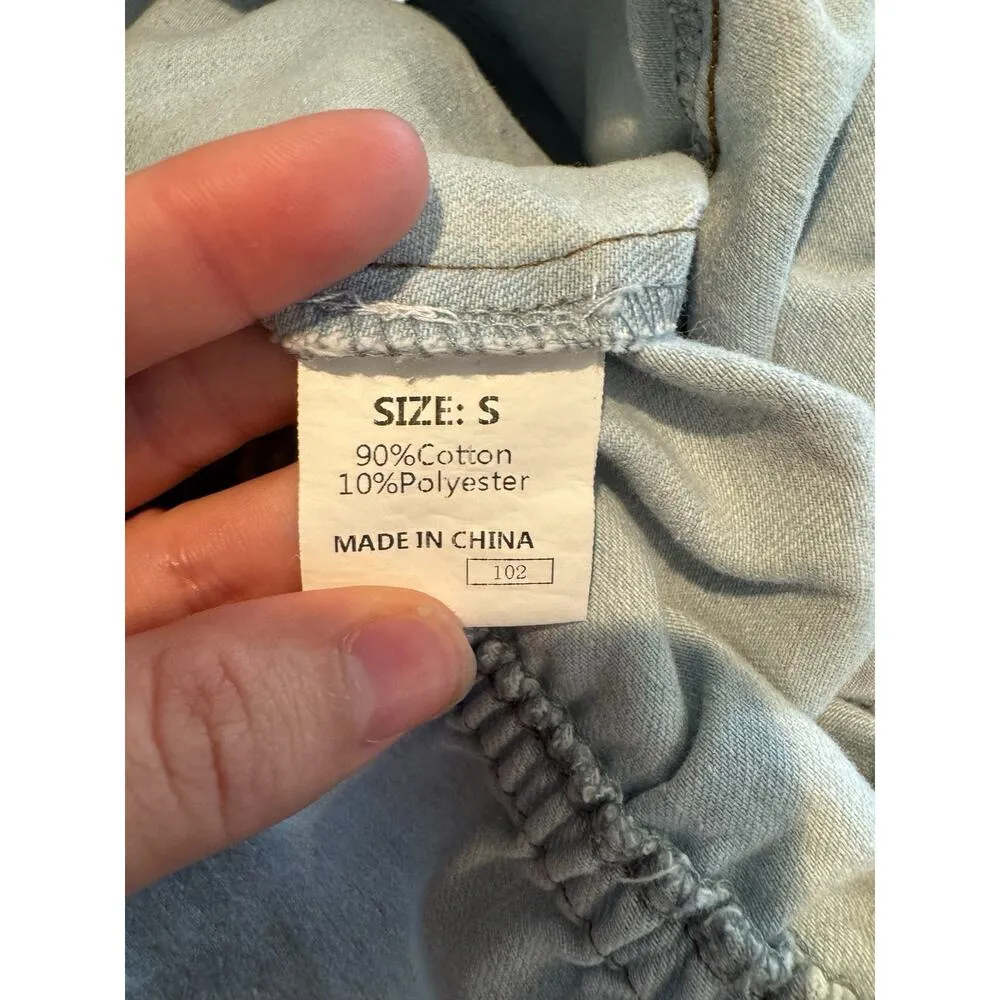 SIZE: S
90%Cotton
10%Polyester
MADE IN CHINA
102